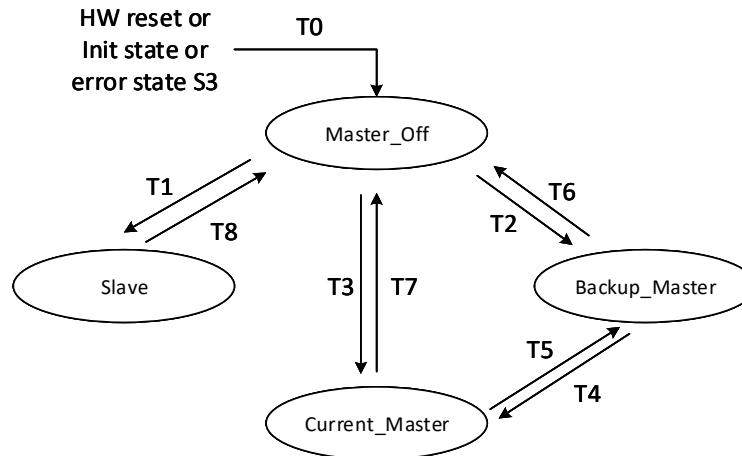 HW reset or
Init state or
error state S3
T0
Master_Off
T1
T8
T6
T2
Slave
T3
T7
Backup_Master
T5
T4
Current_Master